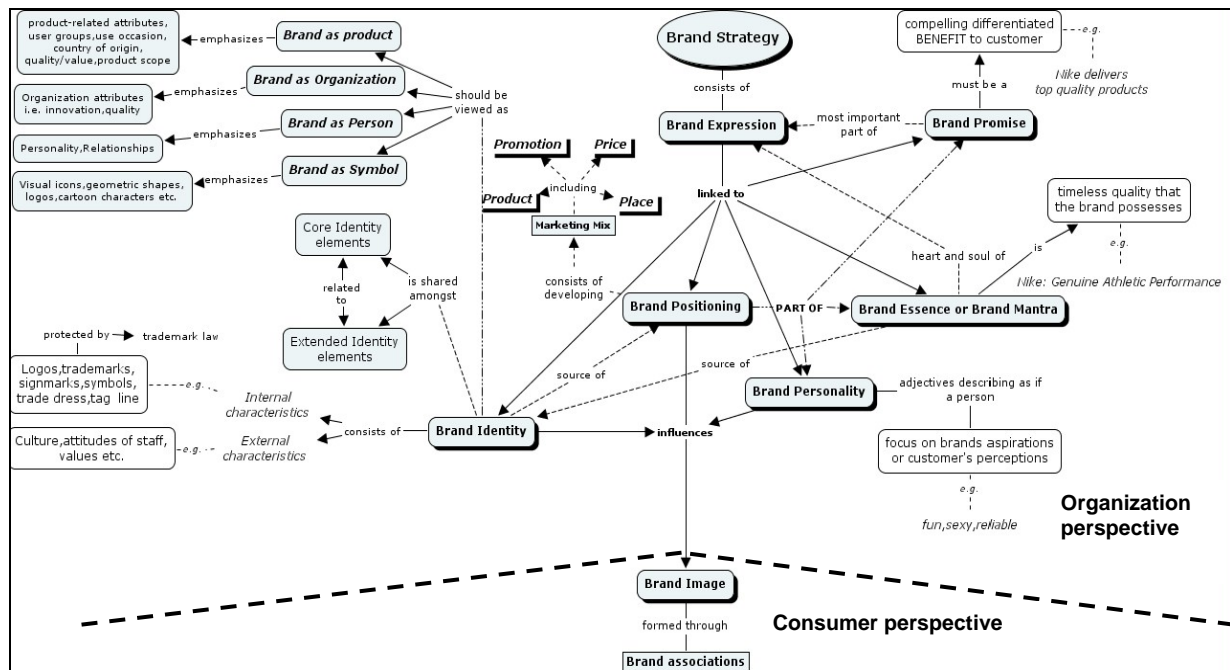 product-related attributes,
user groups,use occasion,
country of origin,
quality/value,product scope
emphasizes
Brand as product
Organization attributes
i.e. innovation,quality
emphasizes
Brand as Organization
should be
viewed as
Personality,Relationships
emphasizes
Brand as Person
Visual icons,geometric shapes,
logos,cartoon characters etc.
emphasizes
Brand as Symbol
Brand Strategy
consists of
Brand Expression
most important
part of
Brand Promise
must be a
compelling differentiated
BENEFIT to customer
e.g.
Nike delivers
top quality products
Promotion
Price
including
Product
Place
Marketing Mix
consists of
developing
linked to
timeless quality that
the brand possesses
is
e.g.
Nike: Genuine Athletic Performance
heart and soul of
Core Identity
elements
related
to
is shared
amongst
Extended Identity
elements
Brand Positioning
PART OF
Brand Essence or Brand Mantra
protected by
trademark law
Logos,trademarks,
signmarks,symbols,
trade dress,tag line
e.g.
Internal
characteristics
Culture,attitudes of staff,
values etc.
e.g.
External
characteristics
consists of
Brand Identity
source of
source of
influences
Brand Personality
adjectives describing as if
a person
focus on brands aspirations
or customer's perceptions
e.g.
fun,sexy,reliable
Organization
perspective
Brand Image
formed through
Brand associations
Consumer perspective